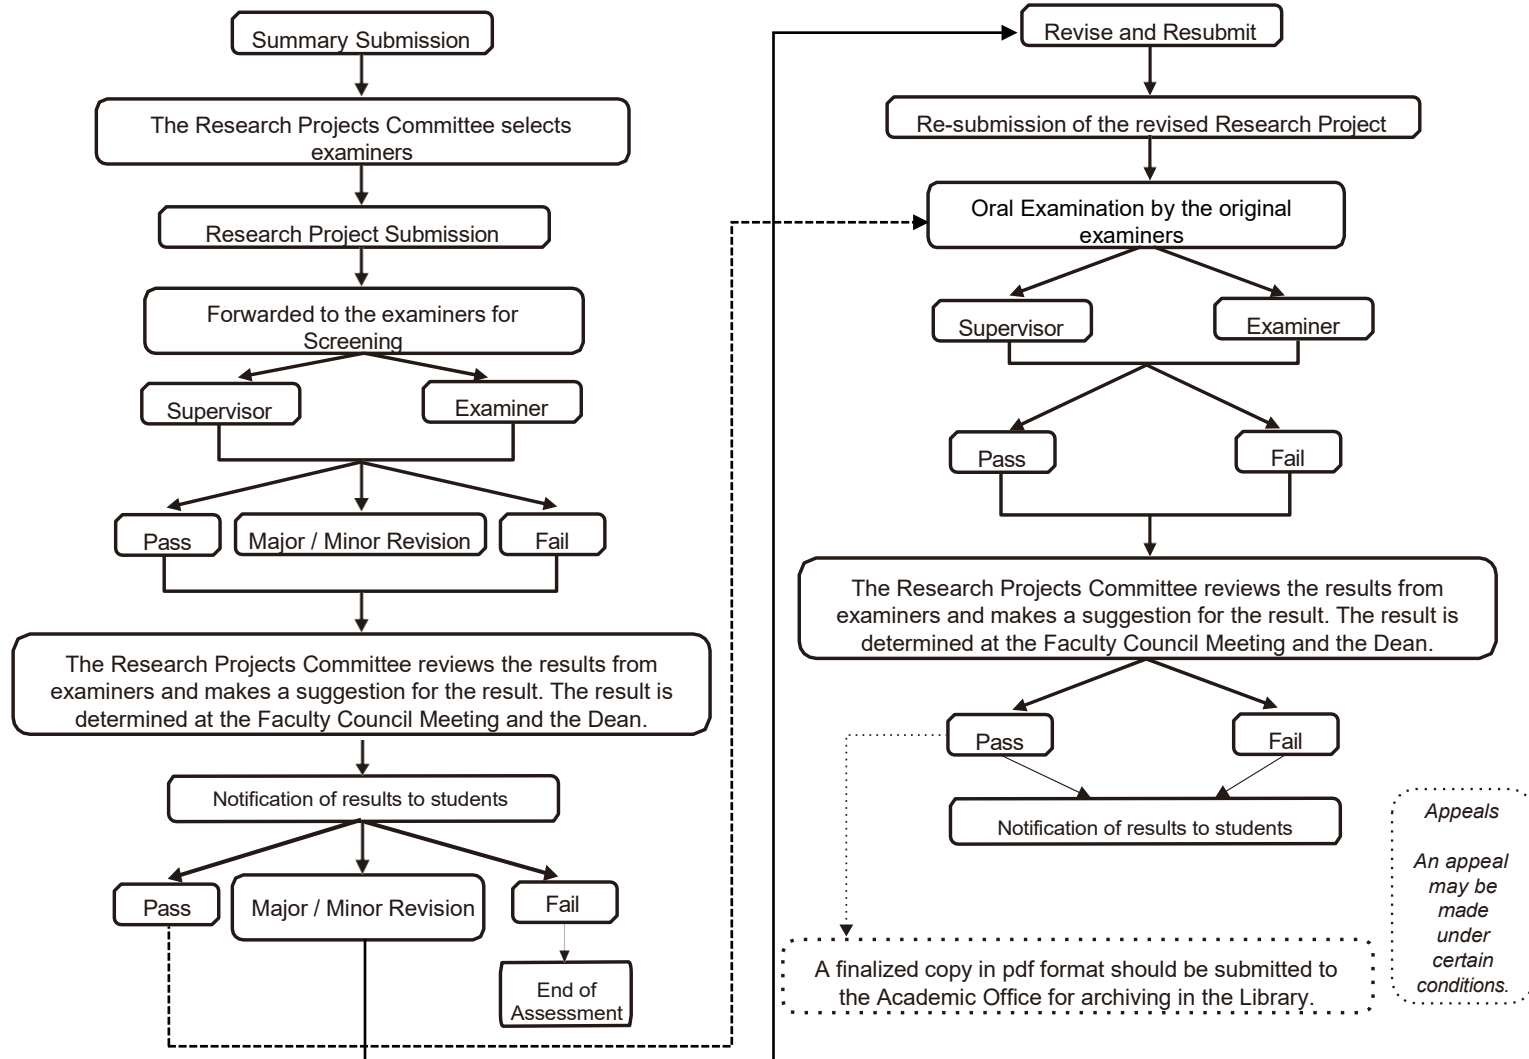 Summary Submission
The Research Projects Committee selects
examiners
Research Project Submission
Forwarded to the examiners for
Screening
Supervisor
Examiner
Pass
Major / Minor Revision
Fail
The Research Projects Committee reviews the results from
examiners and makes a suggestion for the result. The result is
determined at the Faculty Council Meeting and the Dean.
Notification of results to students
Pass
Major / Minor Revision
Fail
End of
Assessment
Revise and Resubmit
Re-submission of the revised Research Project
Oral Examination by the original
examiners
Supervisor
Examiner
Pass
Fail
The Research Projects Committee reviews the results from
examiners and makes a suggestion for the result. The result is
determined at the Faculty Council Meeting and the Dean.
Pass
Fail
Notification of results to students
A finalized copy in pdf format should be submitted to
the Academic Office for archiving in the Library.
Appeals
An appeal
may be
made
under
certain
conditions.